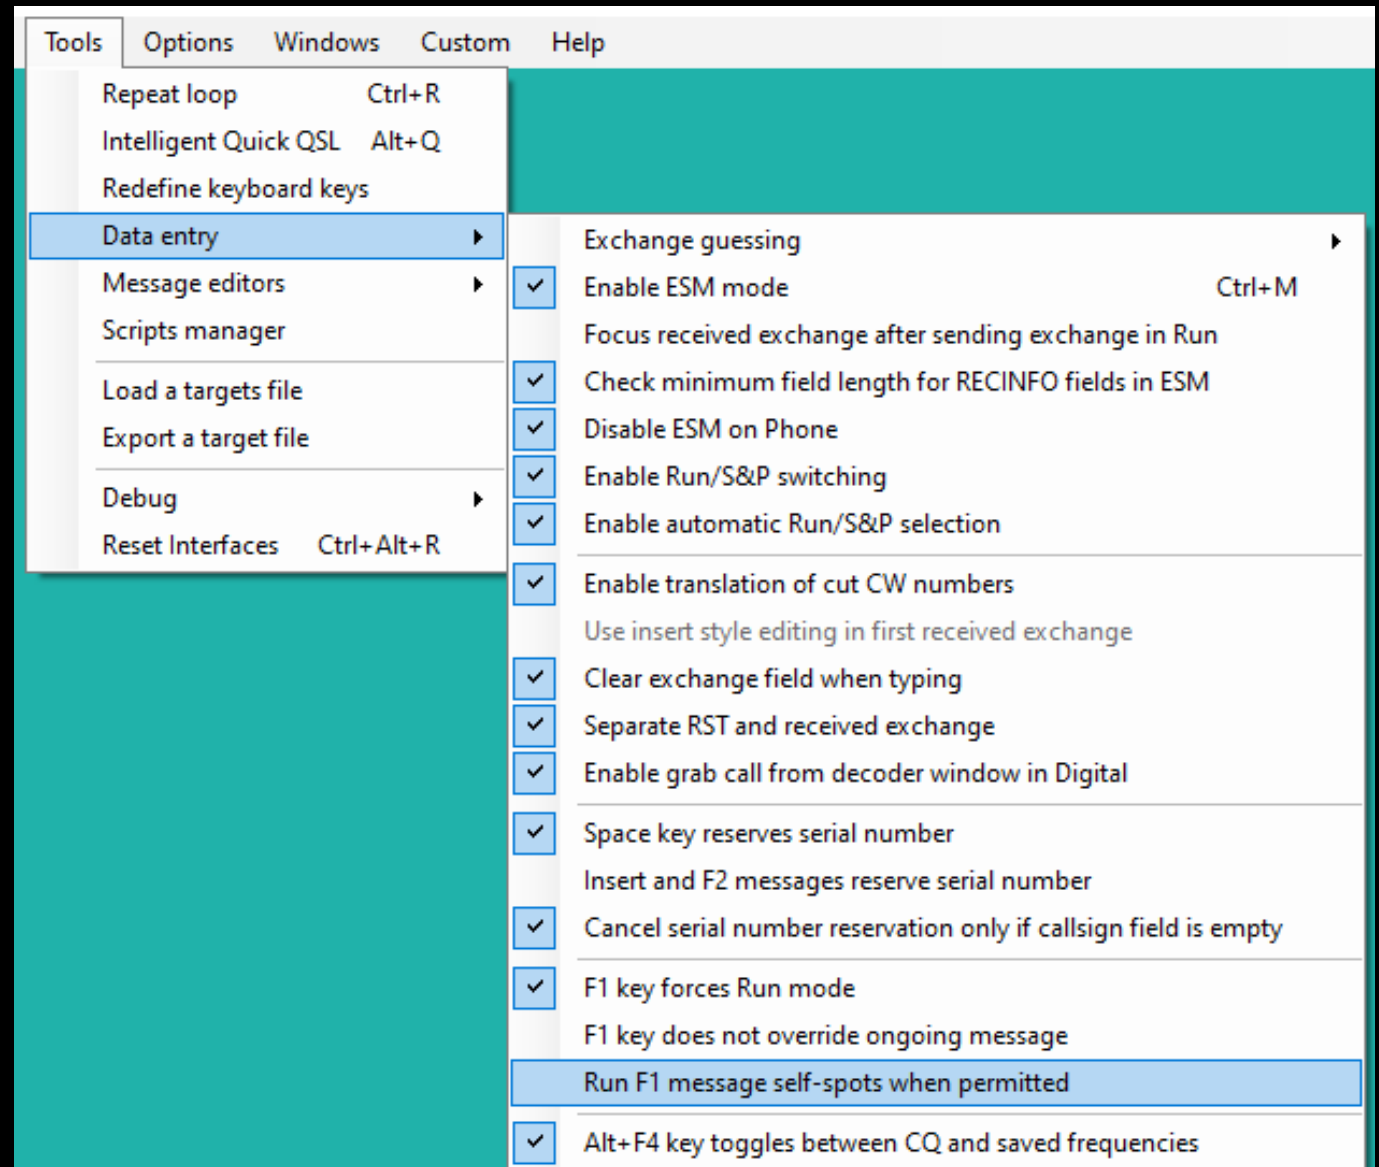 Tools Options Windows Custom Help
Repeat loop Ctrl+R
Intelligent Quick QSL Alt+Q
Redefine keyboard keys
Data entry
Message editors
Scripts manager
Load a targets file
Export a target file
Debug
Reset Interfaces Ctrl+Alt+R
Exchange guessing
Enable ESM mode Ctrl+M
Focus received exchange after sending exchange in Run
Check minimum field length for RECINFO fields in ESM
Disable ESM on Phone
Enable Run/S&P switching
Enable automatic Run/S&P selection
Enable translation of cut CW numbers
Use insert style editing in first received exchange
Clear exchange field when typing
Separate RST and received exchange
Enable grab call from decoder window in Digital
Space key reserves serial number
Insert and F2 messages reserve serial number
Cancel serial number reservation only if callsign field is empty
F1 key forces Run mode
F1 key does not override ongoing message
Run F1 message self-spots when permitted
Alt+F4 key toggles between CQ and saved frequencies